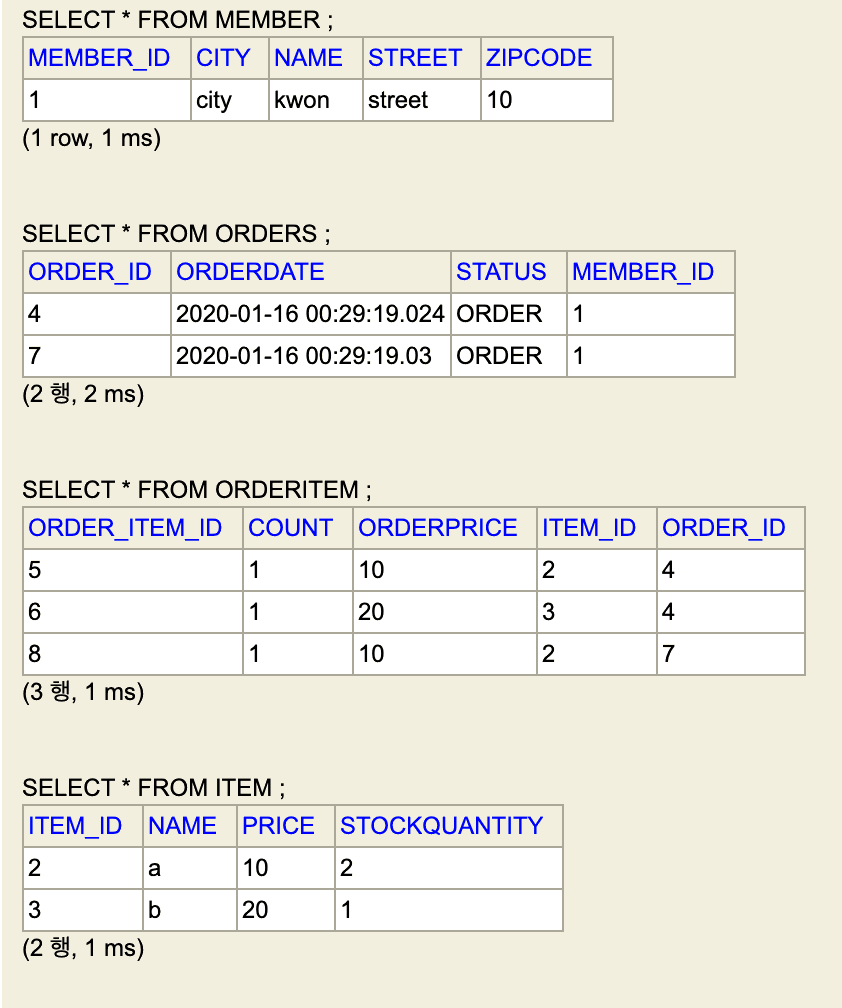 SELECT * FROM MEMBER ;
MEMBER_ID CITY NAME STREET ZIPCODE
1 city kwon street 10
(1 row, 1 ms)
SELECT * FROM ORDERS ;
ORDER_ID ORDERDATE STATUS MEMBER_ID
4 2020-01-16 00:29:19.024 ORDER 1
7 2020-01-16 00:29:19.03 ORDER 1
(2 행, 2 ms)
SELECT * FROM ORDERITEM ;
ORDER_ITEM_ID COUNT ORDERPRICE ITEM_ID ORDER_ID
5 1 10 2 4
6 1 20 3 4
8 1 10 2 7
(3 행, 1 ms)
SELECT * FROM ITEM ;
ITEM_ID NAME PRICE STOCKQUANTITY
2 a 10 2
3 b 20 1
(2 행, 1 ms)